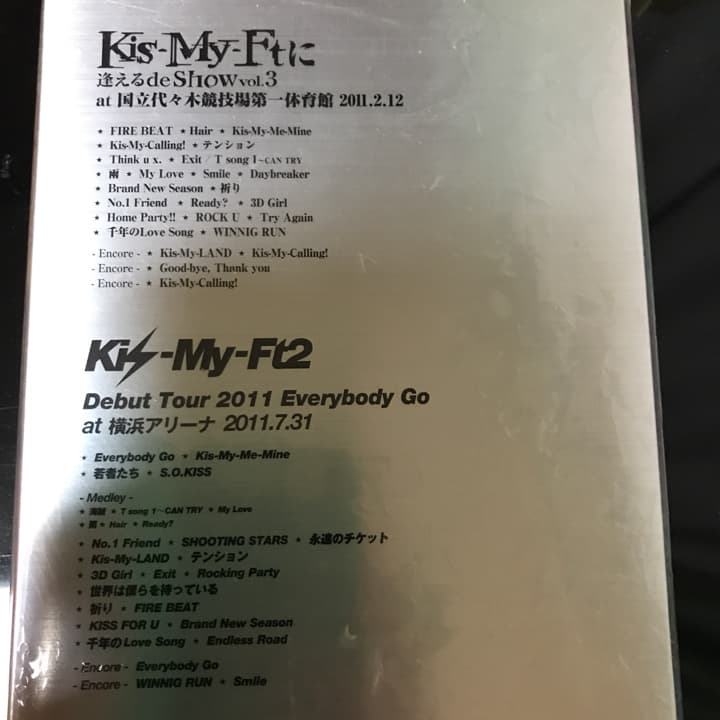 Kis-My-Ftに
逢えるdeShow vol.3
at 国立代々木競技場第一体育館 2011.2.12
★ FIRE BEAT ★ Hair ★ Kis-My-Me-Mine
★ Kis-My-Calling! ★ テンション
★ Think u x. ★ Exit / T song 1~CAN TRY
★ 雨 ★ My Love ★ Smile ★ Daybreaker
★ Brand New Season ★ 祈り
★ No.1 Friend ★ Ready? ★ 3D Girl
★ Home Party!! ★ ROCK U ★ Try Again
★ 千年のLove Song ★ WINNIG RUN
- Encore - ★ Kis-My-LAND ★ Kis-My-Calling!
- Encore - ★ Good-bye, Thank you
- Encore - ★ Kis-My-Calling!
Kis-My-Ft2
Debut Tour 2011 Everybody Go
at 横浜アリーナ 2011.7.31
★ Everybody Go ★ Kis-My-Me-Mine
★ 若者たち ★ S.O.KISS
- Medley -
★ 海賊 ★ T song 1~CAN TRY ★ My Love
★ 雨 ★ Hair ★ Ready?
★ No.1 Friend ★ SHOOTING STARS ★ 永遠のチケット
★ Kis-My-LAND ★ テンション
★ 3D Girl ★ Exit ★ Rocking Party
★ 世界は僕らを待っている
★ 祈り ★ FIRE BEAT
★ KISS FOR U ★ Brand New Season
★ 千年のLove Song ★ Endless Road
- Encore - Everybody Go
- Encore - WINNIG RUN ★ Smile